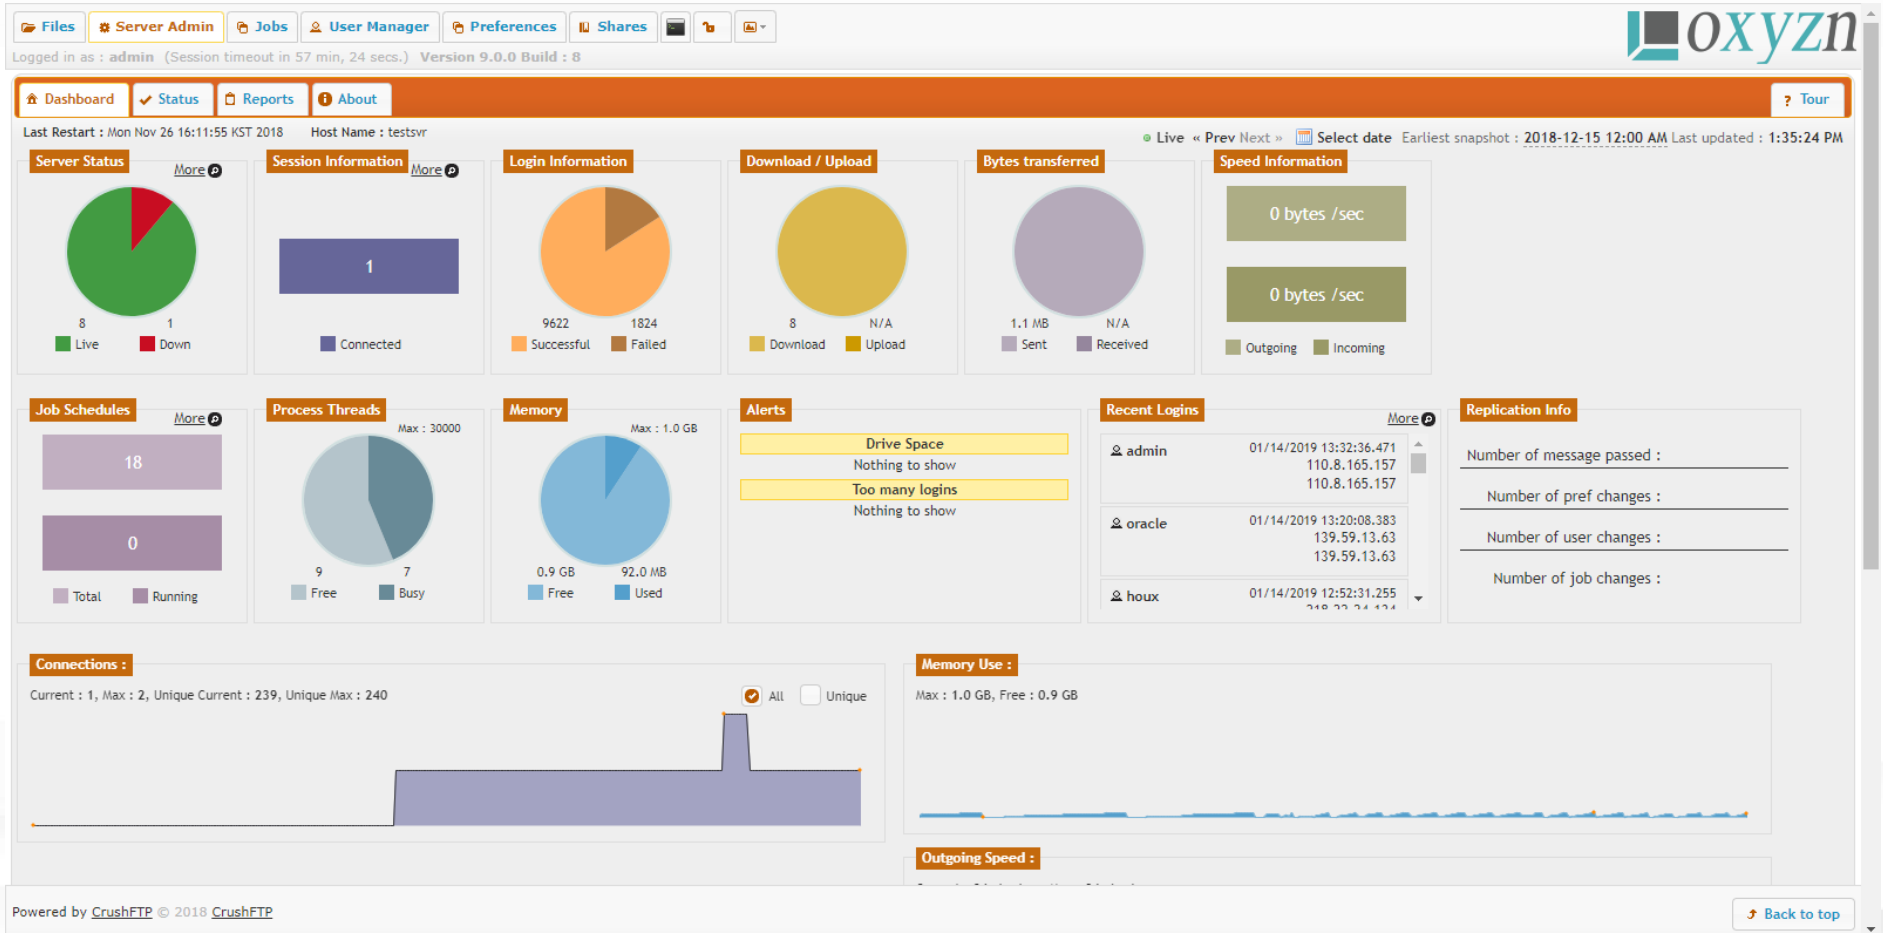 Files Server Admin Jobs User Manager Preferences Shares
oxyzn
Logged in as : admin (Session timeout in 57 min, 24 secs.) Version 9.0.0 Build : 8
Dashboard Status Reports About ? Tour
Last Restart : Mon Nov 26 16:11:55 KST 2018 Host Name : testsvr
Live « Prev Next » Select date Earliest snapshot : 2018-12-15 12:00 AM Last updated : 1:35:24 PM
Server Status
More
8 1
Live Down
Session Information
More
1
Connected
Login Information
9622 1824
Successful Failed
Download / Upload
8 N/A
Download Upload
Bytes transferred
1.1 MB N/A
Sent Received
Speed Information
0 bytes /sec
0 bytes /sec
Outgoing Incoming
Job Schedules
More
18
0
Total Running
Process Threads
Max : 30000
9 7
Free Busy
Memory
Max : 1.0 GB
0.9 GB 92.0 MB
Free Used
Alerts
Drive Space
Nothing to show
Too many logins
Nothing to show
Recent Logins
More
admin 01/14/2019 13:32:36.471
110.8.165.157
110.8.165.157
oracle 01/14/2019 13:20:08.383
139.59.13.63
139.59.13.63
houx 01/14/2019 12:52:31.255
Replication Info
Number of message passed :
Number of pref changes :
Number of user changes :
Number of job changes :
Connections :
Current : 1, Max : 2, Unique Current : 239, Unique Max : 240
All Unique
Memory Use :
Max : 1.0 GB, Free : 0.9 GB
Outgoing Speed :
Powered by CrushFTP © 2018 CrushFTP
Back to top